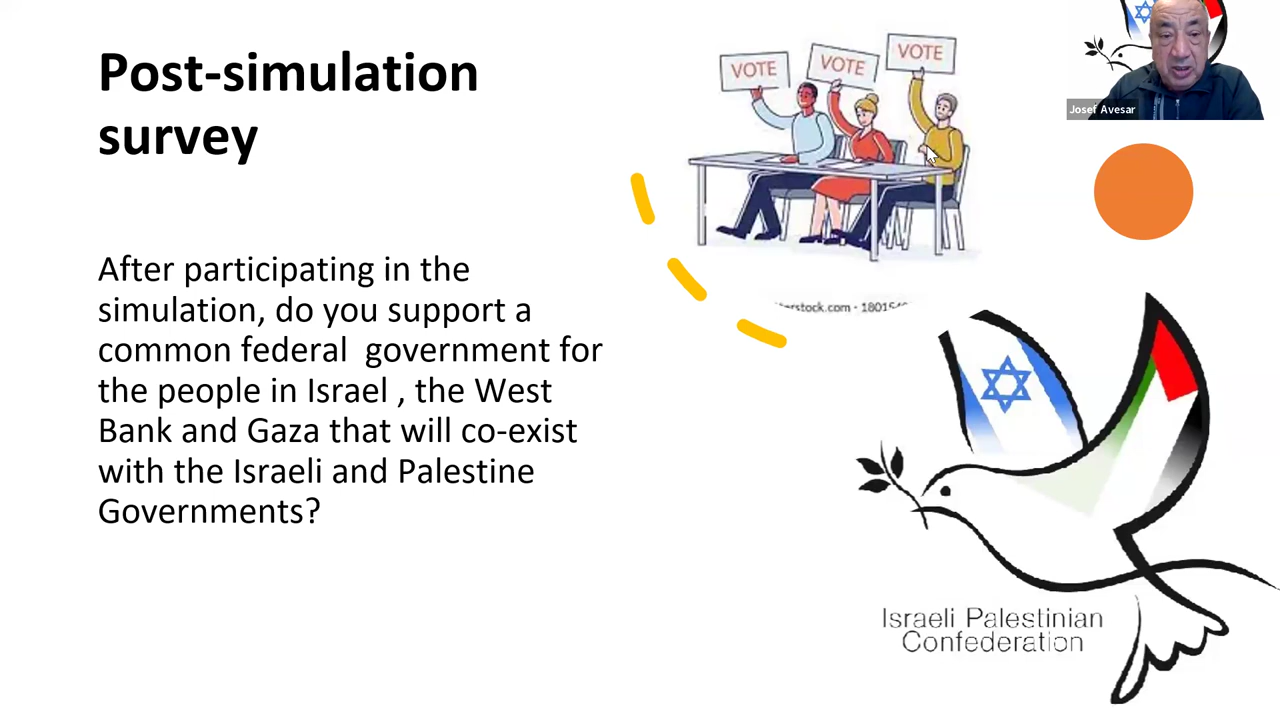 Post-simulation
survey
After participating in the
simulation, do you support a
common federal  government for
the people in Israel , the West
Bank and Gaza that will co-exist
with the Israeli and Palestine
Governments?
VOTE
VOTE
VOTE
Josef Avesar
Israeli Palestinian
Confederation